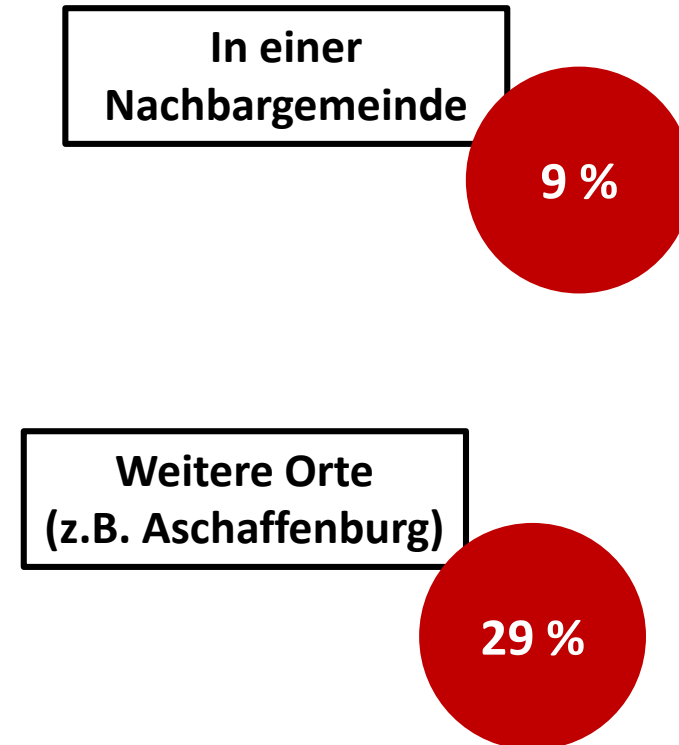 In einer
Nachbargemeinde
9 %
Weitere Orte
(z.B. Aschaffenburg)
29 %